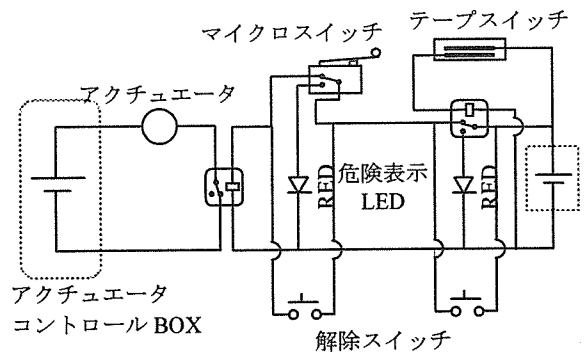 テープスイッチ
マイクロスイッチ
アクチュエータ
危険表示
LED
RED
RED
アクチュエータ
コントロールBOX
解除スイッチ